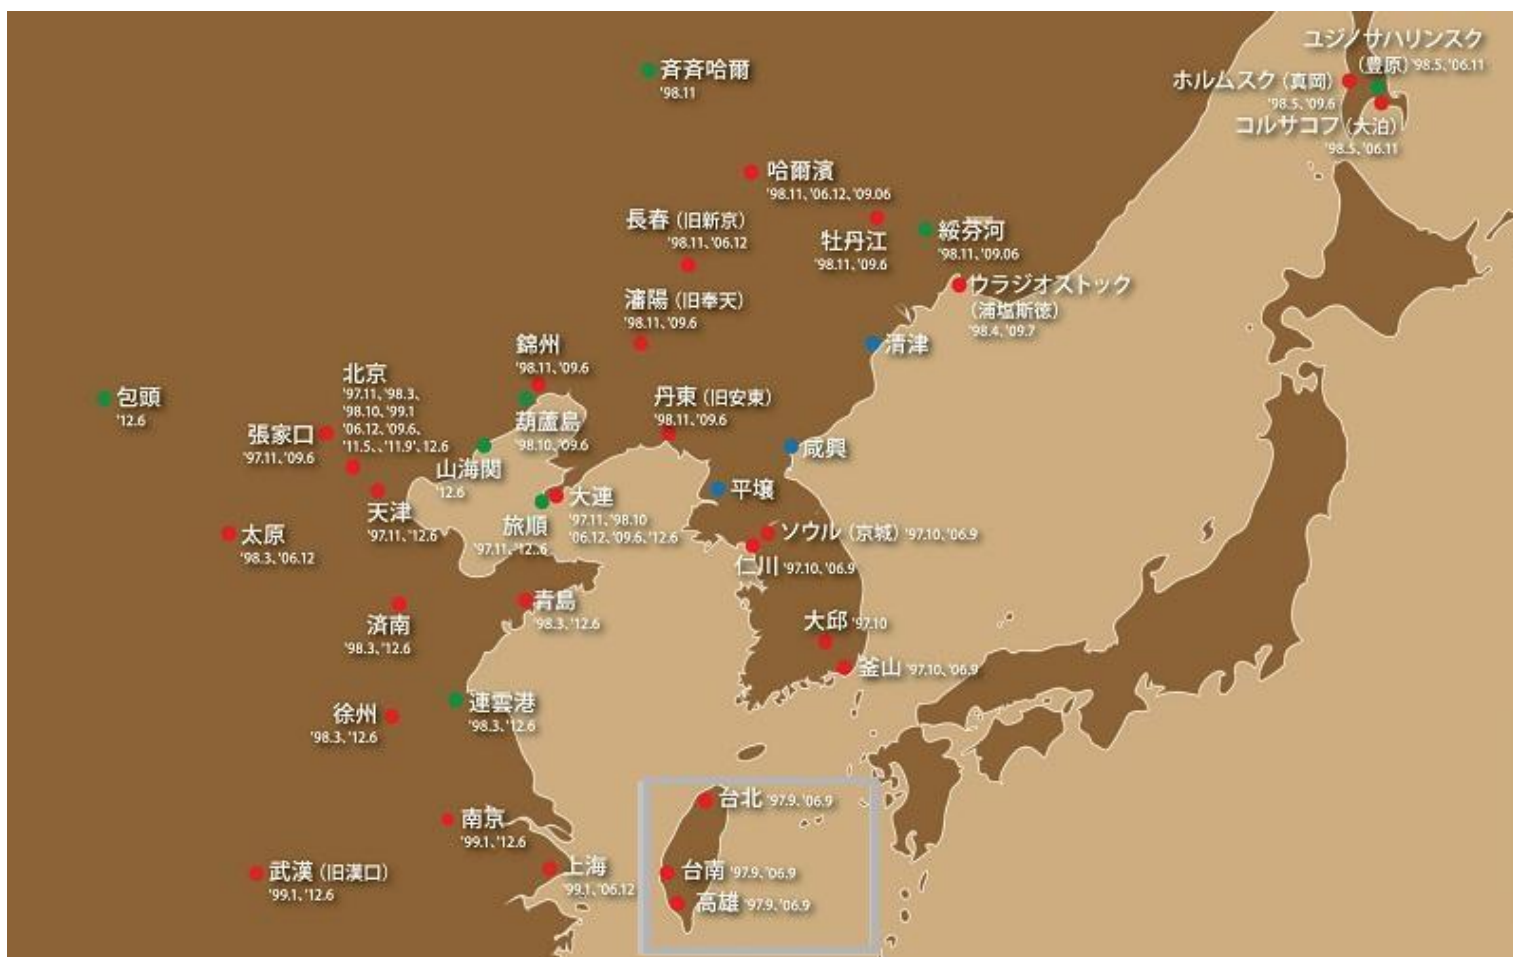 ユジノサハリンスク
（豊原）'98.5、'06.11
ホルムスク（真岡）
'98.5、'09.6
コルサコフ（大泊）
'98.5、'06.11
斉斉哈爾
'98.11
哈爾濱
'98.11、'06.12、'09.06
長春（旧新京）
'98.11、'06.12
牡丹江
'98.11、'09.6
綏芬河
'98.11、'09.06
ウラジオストック
（浦塩斯徳）
'98.4、'09.7
瀋陽（旧奉天）
'98.11、'09.6
清津
錦州
'98.11、'09.6
北京
'97.11、'98.3、
'98.10、'99.1
'06.12、'09.6、
'11.5、、'11.9'、12.6
包頭
'12.6
丹東（旧安東）
'98.11、'09.6
葫蘆島
'98.10、'09.6
張家口
'97.11、'09.6
山海関
'12.6
咸興
平壌
大連
'97.11、'98.10
'06.12、'09.6、'12.6
天津
'97.11、'12.6
旅順
'97.11、'12..6
太原
'98.3、'06.12
ソウル（京城）'97.10、'06.9
仁川 '97.10、'06.9
青島
'98.3、'12.6
済南
'98.3、'12.6
大邱 '97.10
釜山 '97.10、'06.9
連雲港
'98.3、'12.6
徐州
'98.3、'12.6
台北 '97.9、'06.9
南京
'99.1、'12.6
武漢（旧漢口）
'99.1、'12.6
上海
'99.1、'06.12
台南 '97.9、'06.9
高雄 '97.9、'06.9